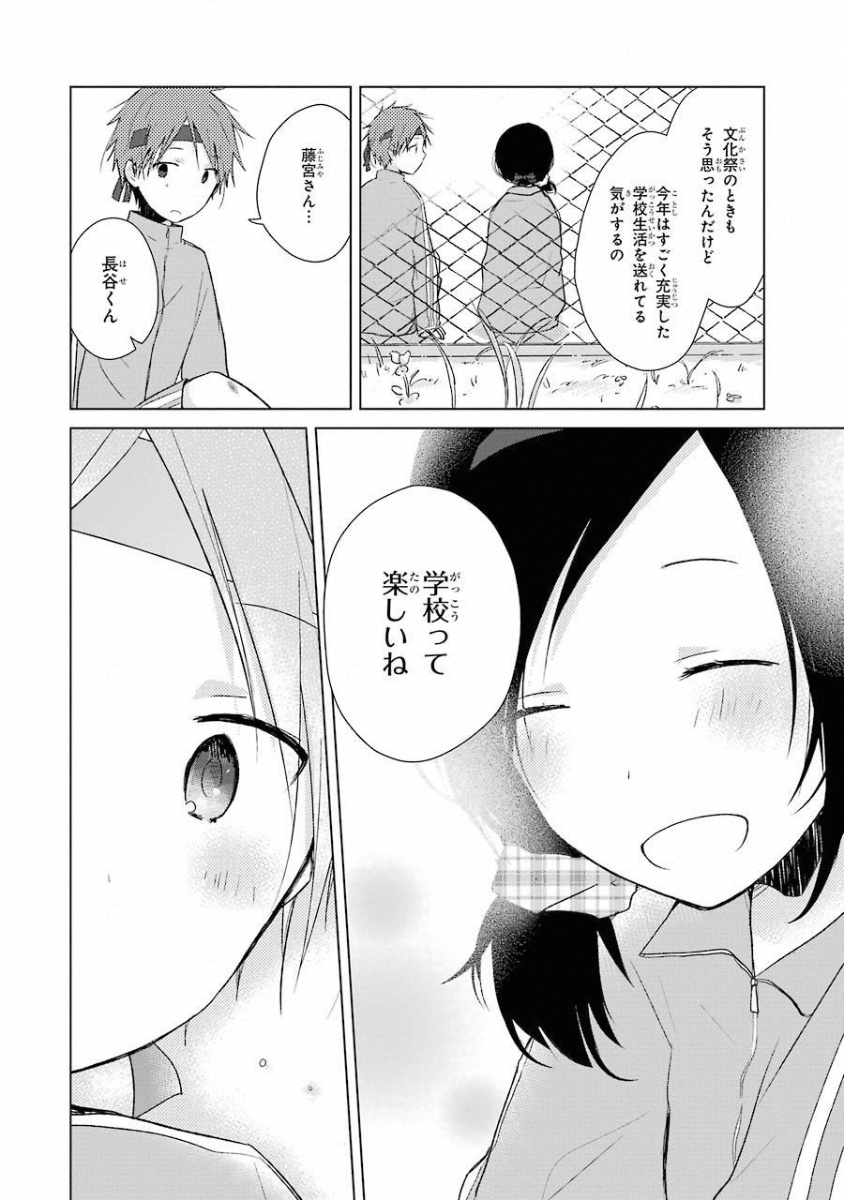 文化祭のときも
そう思ったんだけど
今年はすごく充実した
学校生活を送れてる
気がするの
藤宮さん…
長谷くん
学校って
楽しいね